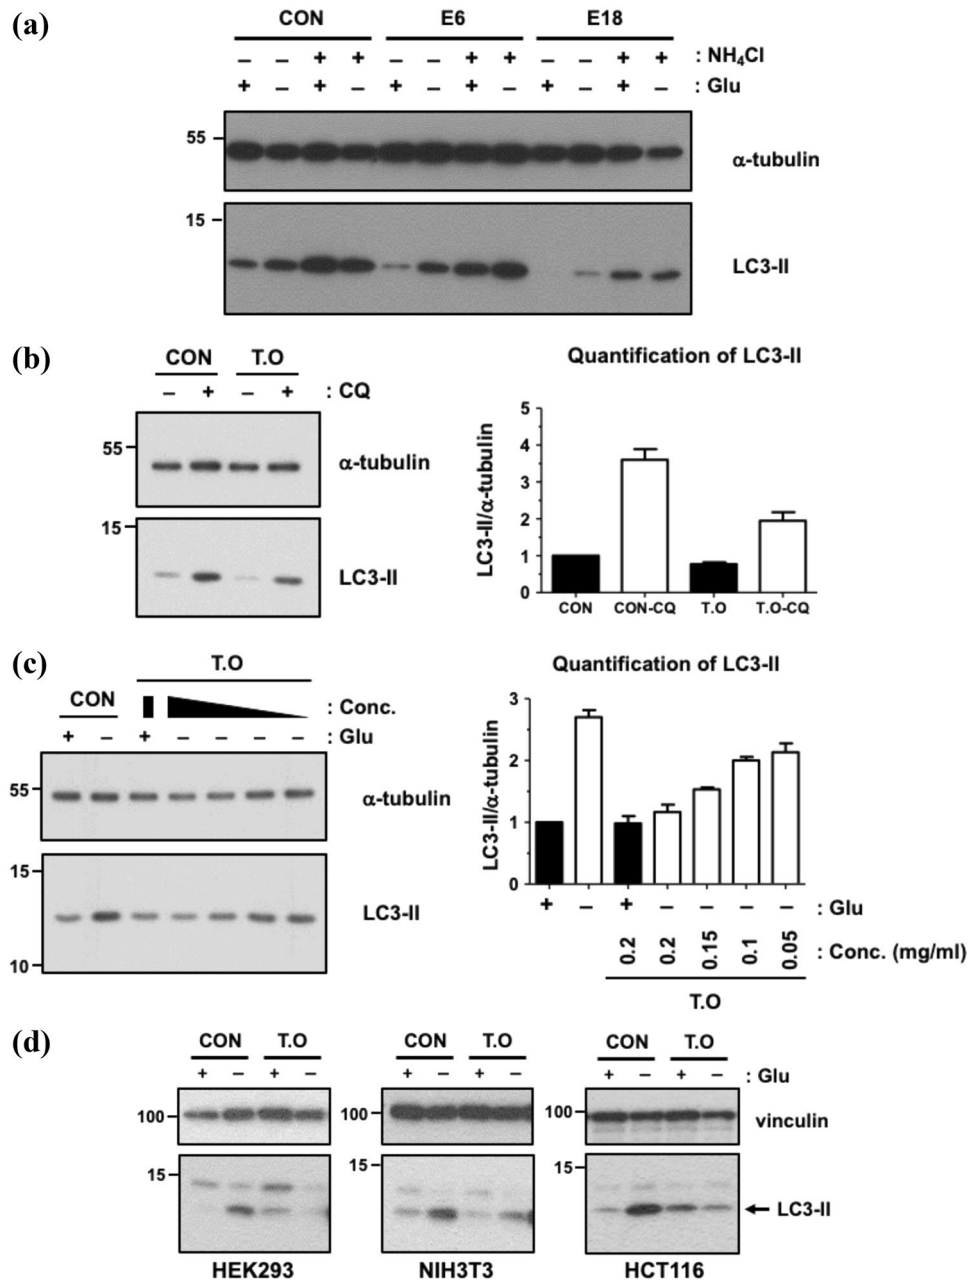 (a)
CON E6 E18
– – + + – – + + – – + + : NH₄Cl
+ – + – + – + – + – + – : Glu
55
α-tubulin
15
LC3-II
(b)
CON T.O
– + – + : CQ
55
α-tubulin
15
LC3-II
Quantification of LC3-II
LC3-II/α-tubulin
5
4
3
2
1
0
CON CON-CQ T.O T.O-CQ
(c)
T.O
CON : Conc.
+ – + – – – – : Glu
55
α-tubulin
15
LC3-II
10
Quantification of LC3-II
LC3-II/α-tubulin
3
2
1
0
+ – + – – – – : Glu
0.2 0.2 0.15 0.1 0.05 : Conc. (mg/ml)
T.O
(d)
CON T.O CON T.O CON T.O
+ – + – + – + – + – + – : Glu
100 100 100 vinculin
15 15 15
LC3-II
HEK293 NIH3T3 HCT116